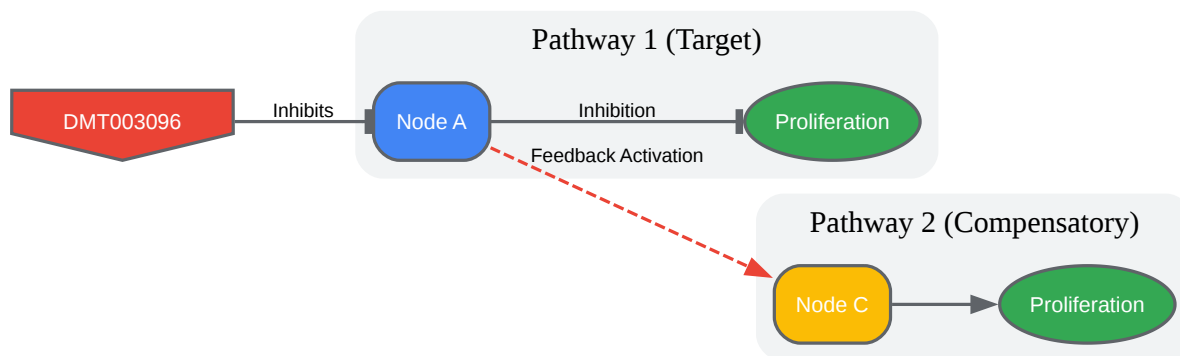 Pathway 1 (Target)
DMT003096
Inhibits
Node A
Inhibition
Proliferation
Feedback Activation
Pathway 2 (Compensatory)
Node C
Proliferation